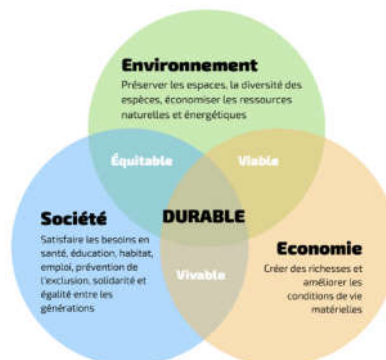 Environnement
Préserver les espaces, la diversité des
espèces, économiser les ressources
naturelles et énergétiques
Équitable
Viable
Société
Satisfaire les besoins en
santé, éducation, habitat,
emploi, prévention de
l'exclusion, solidarité et
égalité entre les
générations
DURABLE
Vivable
Economie
Créer des richesses et
améliorer les
conditions de vie
matérielles